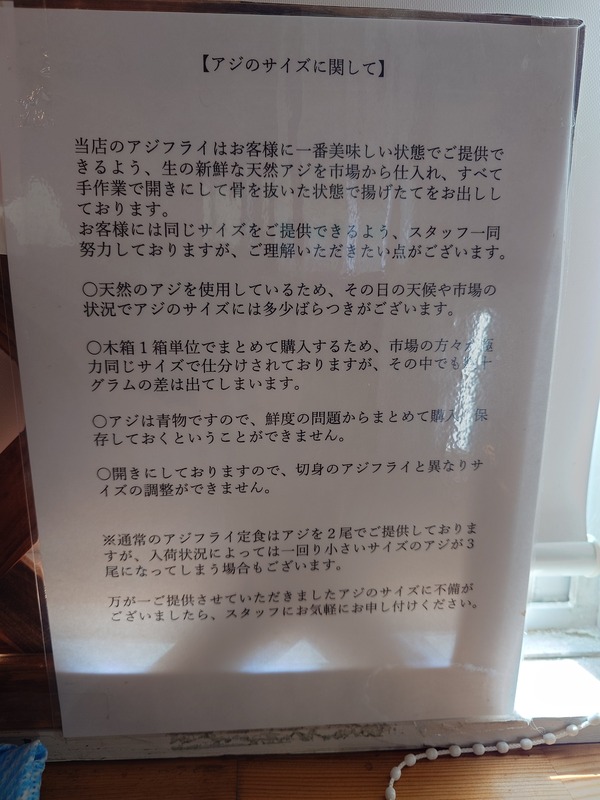 【アジのサイズに関して】
当店のアジフライはお客様に一番美味しい状態でご提供で
きるよう、生の新鮮な天然アジを市場から仕入れ、すべて
手作業で開きにして骨を抜いた状態で揚げたてをお出しし
ております。
お客様には同じサイズをご提供できるよう、スタッフ一同
努力しておりますが、ご理解いただきたい点がございます。
〇天然のアジを使用しているため、その日の天候や市場の
状況でアジのサイズには多少ばらつきがございます。
〇木箱１箱単位でまとめて購入するため、市場の方々が極
力同じサイズで仕分けされておりますが、その中でも十
グラムの差は出てしまいます。
〇アジは青物ですので、鮮度の問題からまとめて購入保
存しておくということができません。
〇開きにしておりますので、切身のアジフライと異なりサ
イズの調整ができません。
※通常のアジフライ定食はアジを２尾でご提供しておりま
すが、入荷状況によっては一回り小さいサイズのアジが３
尾になってしまう場合もございます。
万が一ご提供させていただきましたアジのサイズに不備が
ございましたら、スタッフにお気軽にお申し付けください。